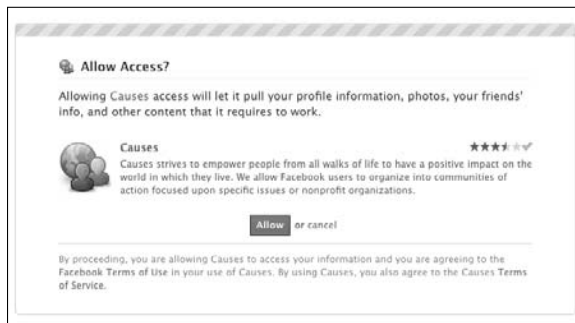 Allow Access?
Allowing Causes access will let it pull your profile information, photos, your friends'
info, and other content that it requires to work.
Causes
Causes strives to empower people from all walks of life to have a positive impact on the
world in which they live. We allow Facebook users to organize into communities of
action focused upon specific issues or nonprofit organizations.
Allow or cancel
By proceeding, you are allowing Causes to access your information and you are agreeing to the
Facebook Terms of Use in your use of Causes. By using Causes, you also agree to the Causes Terms
of Service.